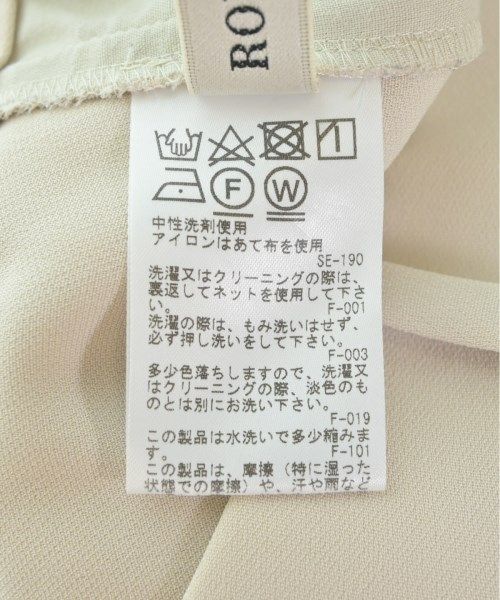 RO
F
W
中性洗剤使用
アイロンはあて布を使用
SE-190
洗濯又はクリーニングの際は、
裏返してネットを使用して下さ
い。 F-001
洗濯の際は、もみ洗いはせず、
必ず押し洗いをして下さい。
F-003
多少色落ちしますので、洗濯又
はクリーニングの際、淡色のも
のとは別にお洗い下さい。
F-019
この製品は水洗いで多少縮みま
す。 F-101
この製品は、摩擦（特に湿った
状態での摩擦）や、汗や雨など